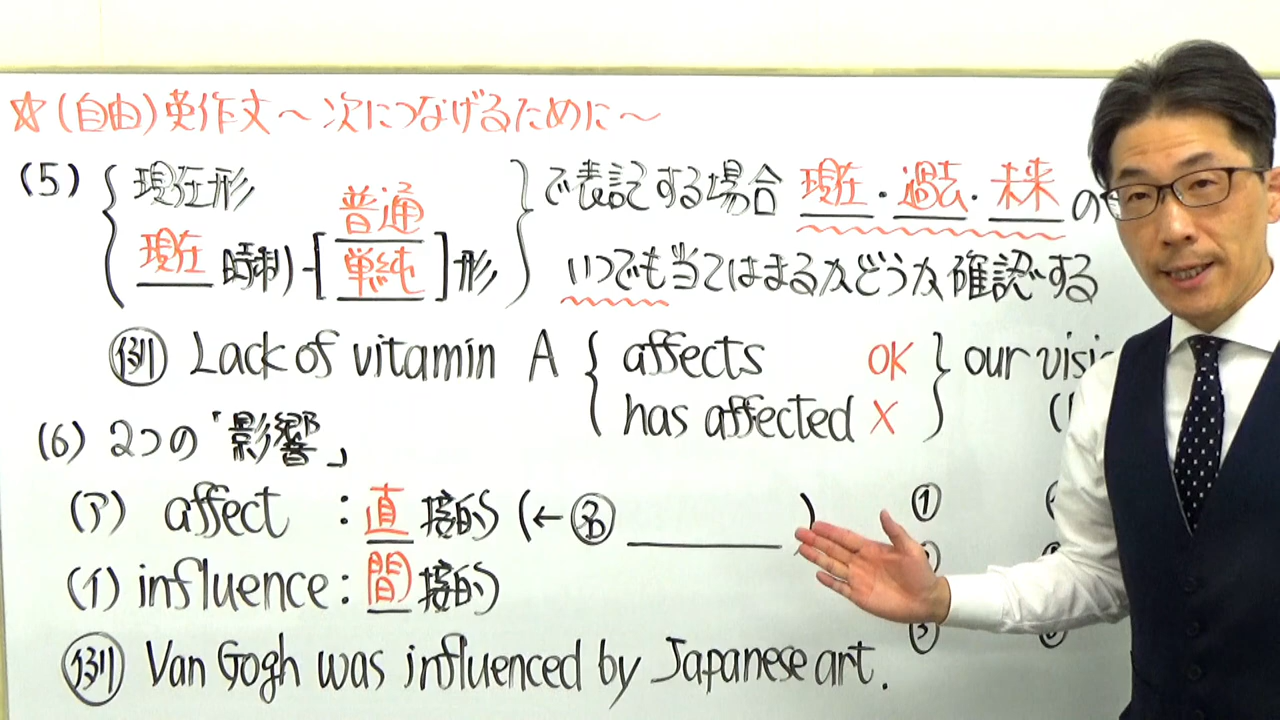 ☆(自由)英作文～次につなげるために～
(5) { 現在形
現在時制-[普通 単純]形 } で表記する場合 現在・過去・未来の
いつでも当てはまるかどうか確認する
例 Lack of vitamin A { affects OK
has affected X } our
(6) 2つの「影響」
(ア) affect : 直接的 (←名 ______ ) ①
(イ) influence : 間接的
③
例 Van Gogh was influenced by Japanese art.